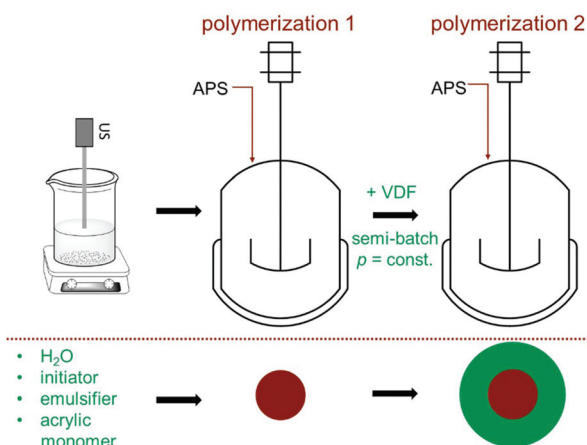 polymerization 1
polymerization 2
APS
APS
US
+ VDF
semi-batch
p = const.
• H₂O
• initiator
• emulsifier
• acrylic
monomer